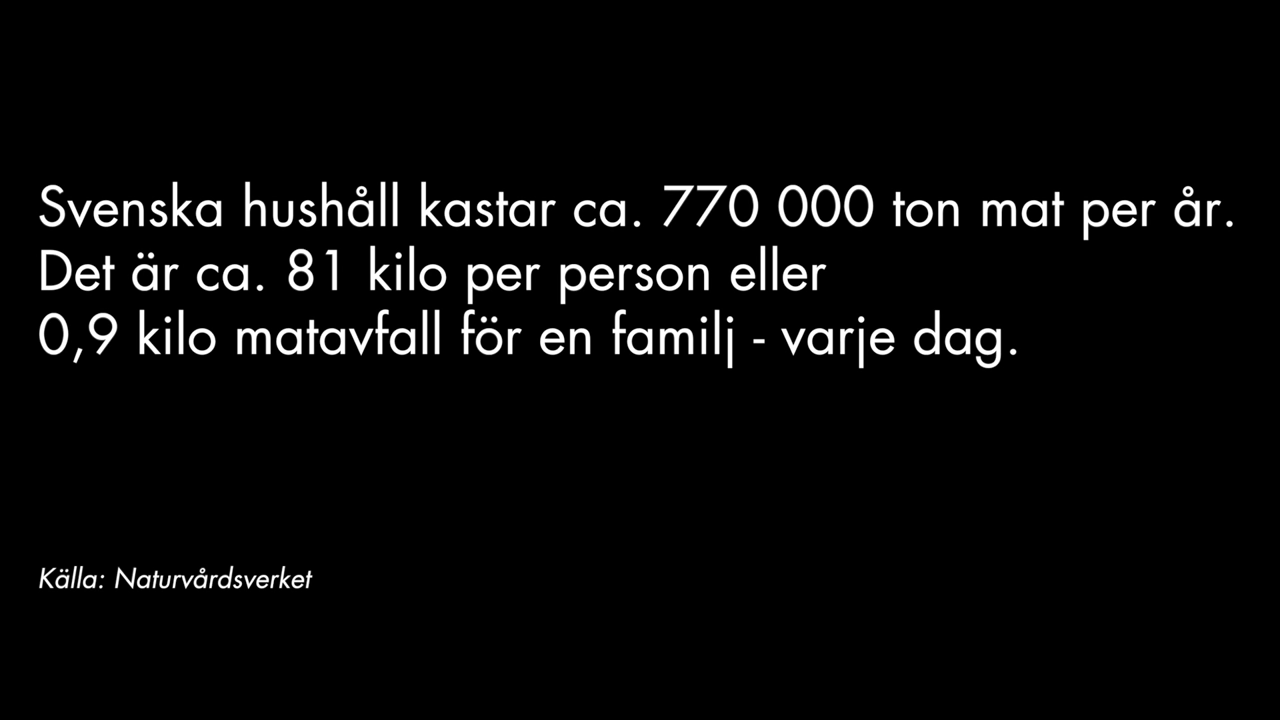 Svenska hushåll kastar ca. 770 000 ton mat per år.
Det är ca. 81 kilo per person eller
0,9 kilo matavfall för en familj - varje dag.
Källa: Naturvårdsverket